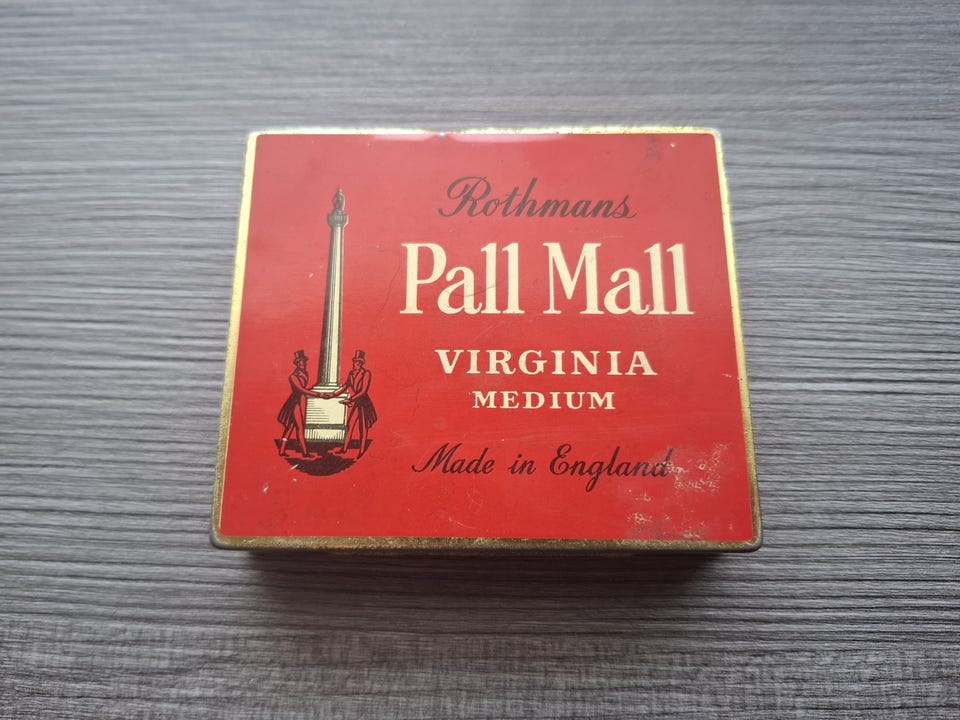 Rothmans
Pall Mall
VIRGINIA
MEDIUM
Made in England